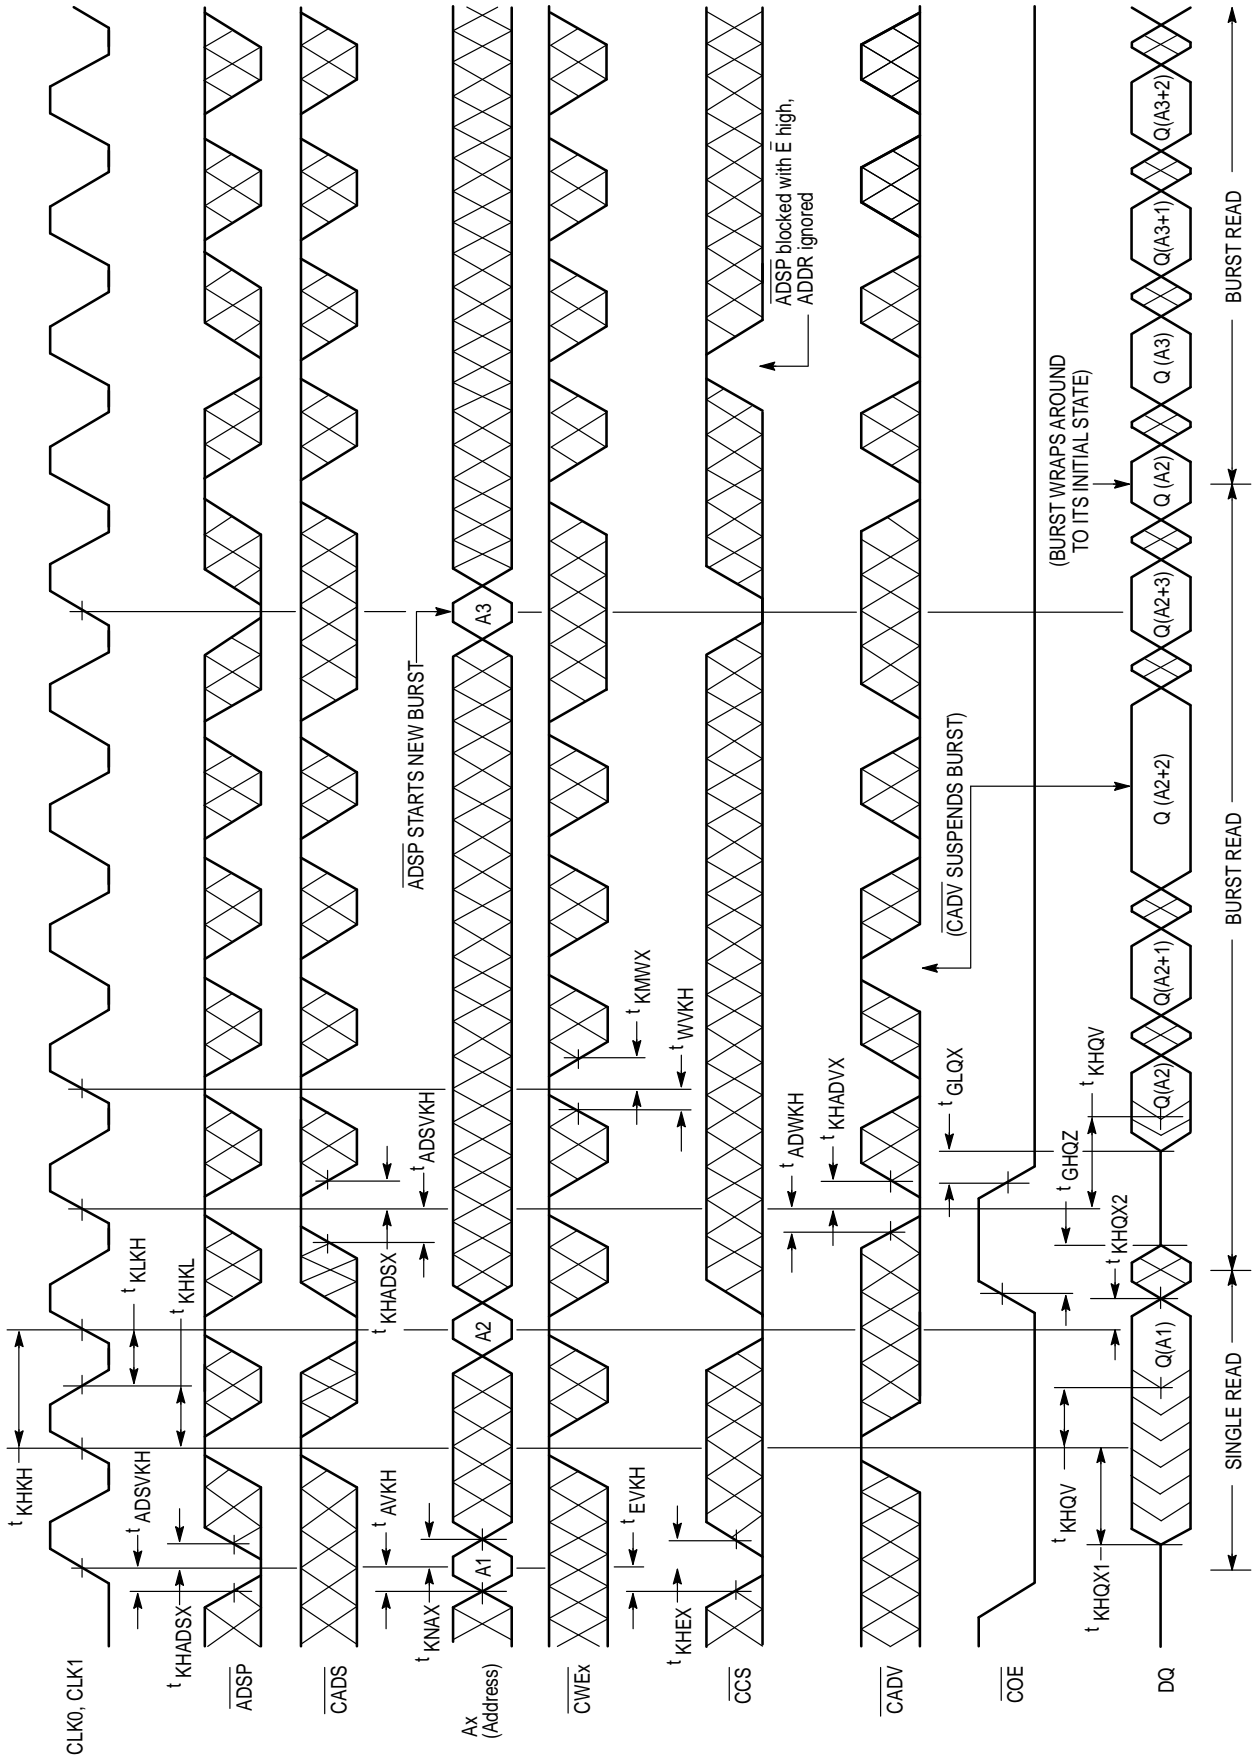 CLK0, CLK1
t KHKH
t KLKH
t KHKL
t ADSVKH
t KHADSX
ADSP
CADS
t KHADSX
t ADSVKH
ADSP STARTS NEW BURST
t AVKH
t KNAX
Ax
(Address)
A1
A2
A3
CWEx
t KMWX
t WVKH
t EVKH
t KHEX
CCS
ADSP blocked with E high,
ADDR ignored
t ADWKH
t KHADVX
CADV
(CADV SUSPENDS BURST)
t GLQX
COE
(BURST WRAPS AROUND
TO ITS INITIAL STATE)
t KHQX1
t KHQV
t KHQX2
t GHQZ
t KHQV
DQ
Q(A1)
Q(A2)
Q(A2+1)
Q (A2+2)
Q(A2+3)
Q (A2)
Q (A3)
Q(A3+1)
Q(A3+2)
SINGLE READ
BURST READ
BURST READ